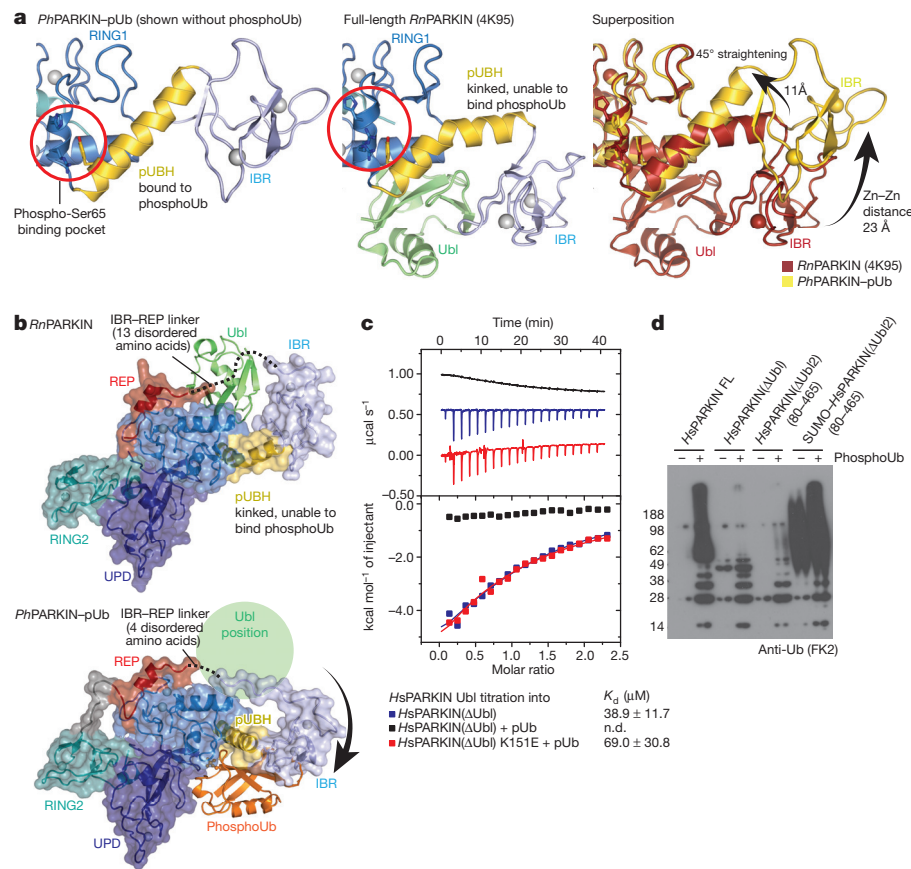 a
PhPARKIN–pUb (shown without phosphoUb)
RING1
pUBH
bound to
phosphoUb
IBR
Phospho-Ser65
binding pocket
Full-length RnPARKIN (4K95)
RING1
pUBH
kinked, unable to
bind phosphoUb
Ubl
IBR
Superposition
45° straightening
11Å
IBR
Zn–Zn
distance
23 Å
IBR
Ubl
RnPARKIN (4K95)
PhPARKIN–pUb
b
RnPARKIN
IBR–REP linker
(13 disordered
amino acids)
Ubl
IBR
REP
pUBH
kinked, unable to
bind phosphoUb
RING2
UPD
PhPARKIN–pUb
IBR–REP linker
(4 disordered
amino acids)
Ubl
position
REP
pUBH
IBR
RING2
PhosphoUb
UPD
c
Time (min)
0 10 20 30 40
μcal s⁻¹
1.00
0.50
0.00
−0.50
kcal mol⁻¹ of injectant
0.0
−2.0
−4.0
0.0 0.5 1.0 1.5 2.0 2.5
Molar ratio
HsPARKIN Ubl titration into Kd (μM)
HsPARKIN(ΔUbl) 38.9 ± 11.7
HsPARKIN(ΔUbl) + pUb n.d.
HsPARKIN(ΔUbl) K151E + pUb 69.0 ± 30.8
d
HsPARKIN FL
HsPARKIN(ΔUbl)
HsPARKIN(ΔUbl2)
(80–465)
SUMO–HsPARKIN(ΔUbl2)
(80–465)
– + – + – + – + PhosphoUb
188
98
62
49
38
28
14
Anti-Ub (FK2)